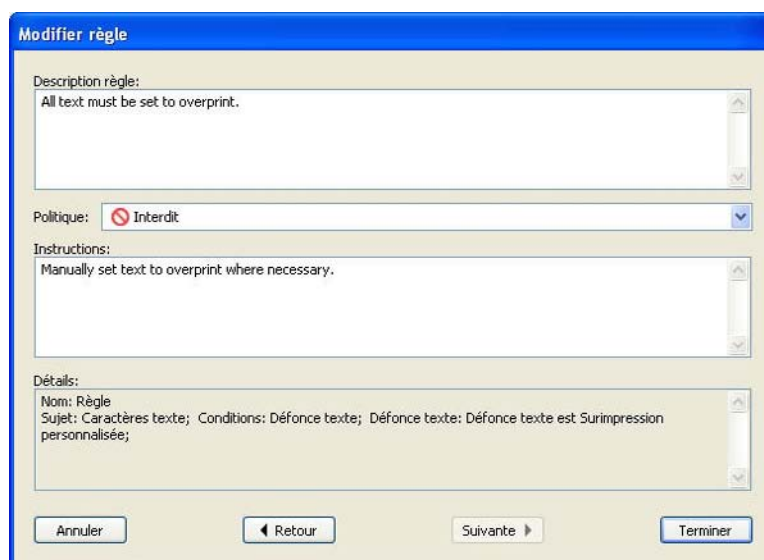 Modifier règle
Description règle:
All text must be set to overprint.
Politique: Interdit
Instructions:
Manually set text to overprint where necessary.
Détails:
Nom: Règle
Sujet: Caractères texte; Conditions: Défonce texte; Défonce texte: Défonce texte est Surimpression
personnalisée;
Annuler Retour Suivante Terminer